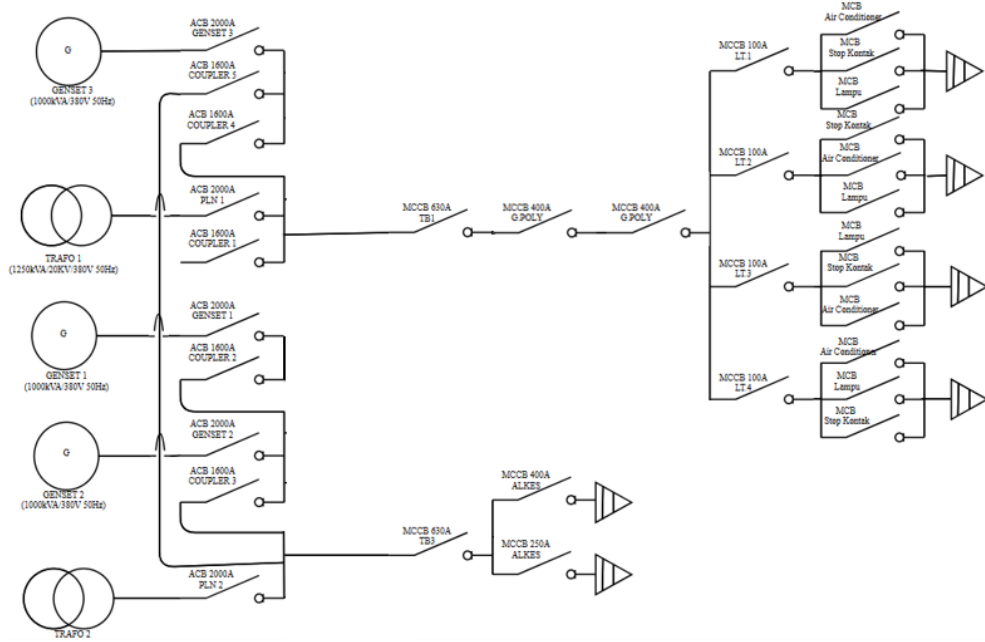 ACB 2000A
GENSET 3
G
GENSET 3
(1000kVA/380V 50Hz)
ACB 1600A
COUPLER 5
ACB 1600A
COUPLER 4
ACB 2000A
PLN 1
TRAFO 1
(1250kVA/20KV/380V 50Hz)
ACB 1600A
COUPLER 1
ACB 2000A
GENSET 1
G
GENSET 1
(1000kVA/380V 50Hz)
ACB 1600A
COUPLER 2
ACB 2000A
GENSET 2
G
GENSET 2
(1000kVA/380V 50Hz)
ACB 1600A
COUPLER 3
ACB 2000A
PLN 2
TRAFO 2
MCCB 630A
TB1
MCCB 400A
G.POLY
MCCB 400A
G.POLY
MCCB 630A
TB3
MCCB 400A
ALKES
MCCB 250A
ALKES
MCCB 100A
LT.1
MCB
Air Conditioner
MCB
Stop Kontak
MCB
Lampu
MCCB 100A
LT.2
MCB
Stop Kontak
MCB
Air Conditioner
MCB
Lampu
MCCB 100A
LT.3
MCB
Lampu
MCB
Stop Kontak
MCB
Air Conditioner
MCCB 100A
LT.4
MCB
Air Conditioner
MCB
Lampu
MCB
Stop Kontak